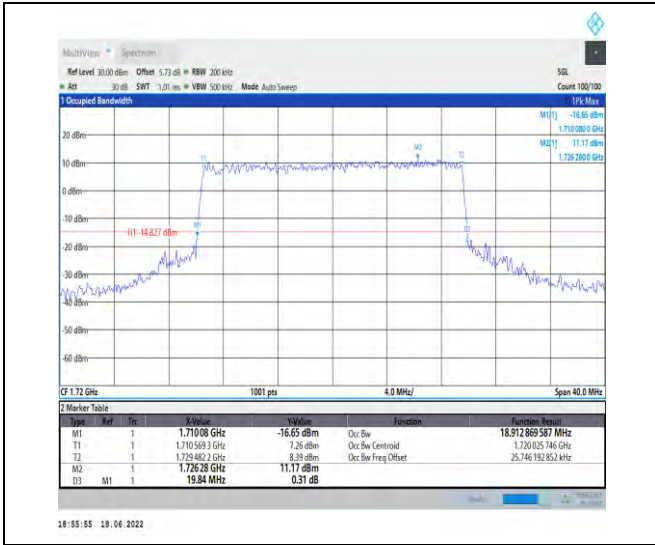 MultiView Spectrum
Ref Level 30.00 dBm Offset 5.73 dB RBW 200 kHz SGL
Att 30 dB SWT 1.01 ms VBW 500 kHz Mode Auto Sweep Count 100/100
1 Occupied Bandwidth 1Pk Max
M1[1] -16.65 dBm
1.710 080 0 GHz
M2[1] 11.17 dBm
1.726 280 0 GHz
20 dBm
T1 M2 T2
10 dBm
0 dBm
-10 dBm
M1 D3
H1 -14.827 dBm
-20 dBm
-30 dBm
-40 dBm
-50 dBm
-60 dBm
CF 1.72 GHz 1001 pts 4.0 MHz/ Span 40.0 MHz
2 Marker Table
Type Ref Trc X-Value Y-Value Function Function Result
M1 1 1.71008 GHz -16.65 dBm Occ Bw 18.912 869 587 MHz
T1 1 1.710 569 3 GHz 7.26 dBm Occ Bw Centroid 1.720 025 746 GHz
T2 1 1.729 482 2 GHz 8.39 dBm Occ Bw Freq Offset 25.746 192 852 kHz
M2 1 1.726 28 GHz 11.17 dBm
D3 M1 1 19.84 MHz 0.31 dB
18:55:55 18.06.2022